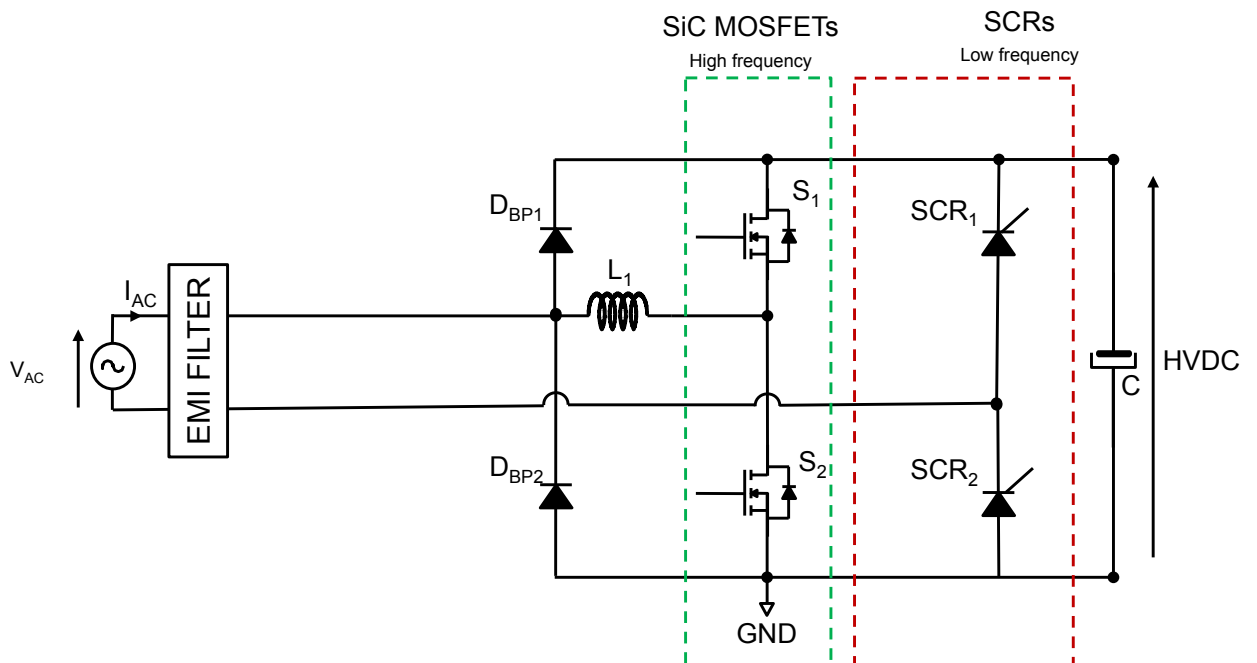 SiC MOSFETs
High frequency
SCRs
Low frequency
S1
DBP1
SCR1
L1
IAC
VAC
EMI FILTER
HVDC
C
S2
DBP2
SCR2
GND